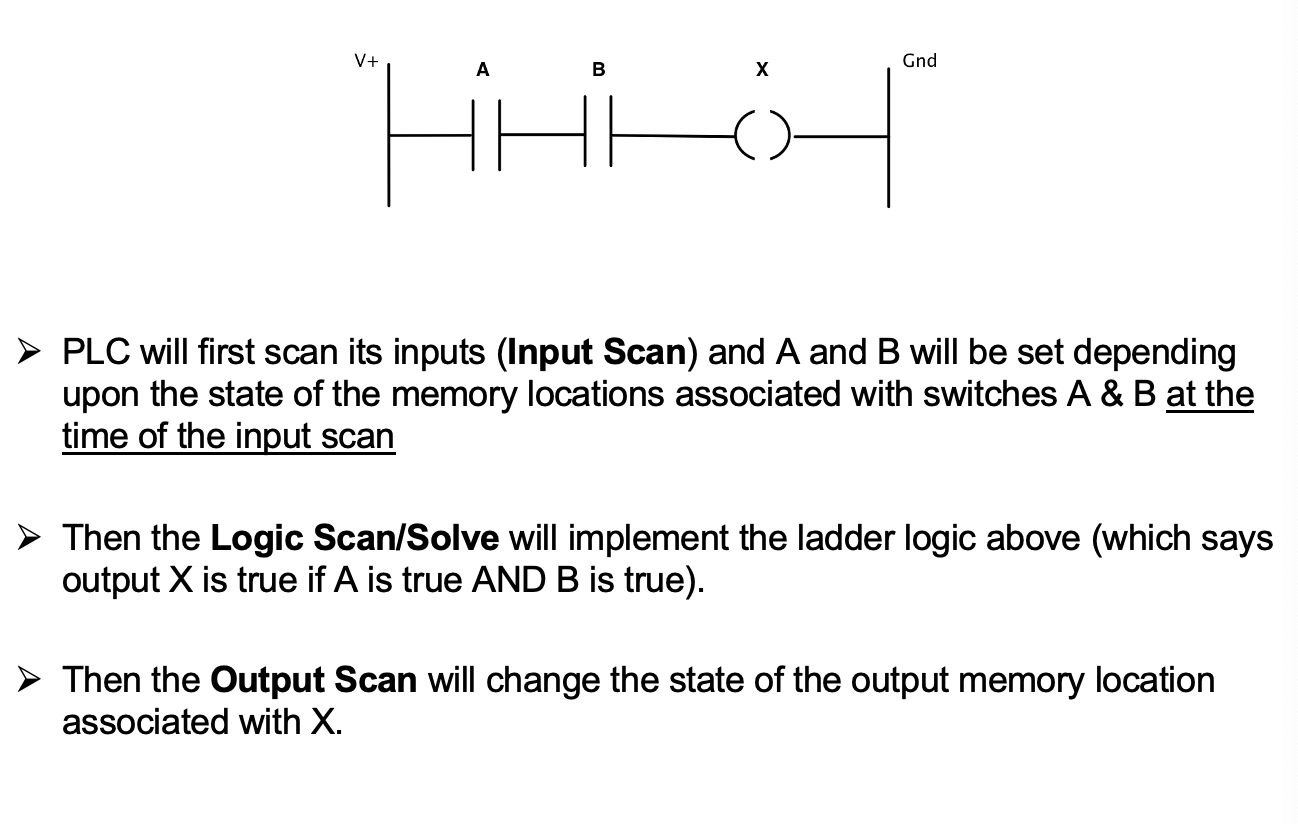 V+ A B X Gnd
➢ PLC will first scan its inputs (Input Scan) and A and B will be set depending
upon the state of the memory locations associated with switches A & B at the
time of the input scan
➢ Then the Logic Scan/Solve will implement the ladder logic above (which says
output X is true if A is true AND B is true).
➢ Then the Output Scan will change the state of the output memory location
associated with X.